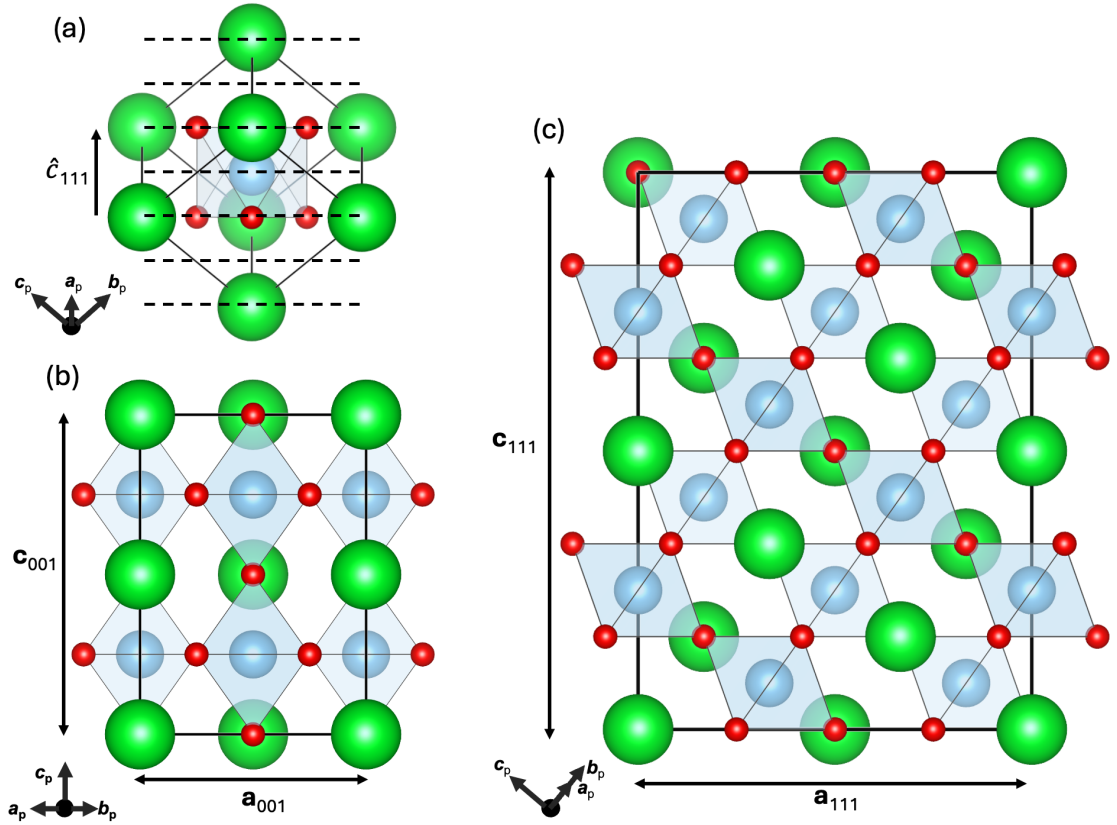 (a)
ĉ111
cp ap bp
(b)
c001
cp
ap bp
a001
(c)
c111
cp bp
ap
a111